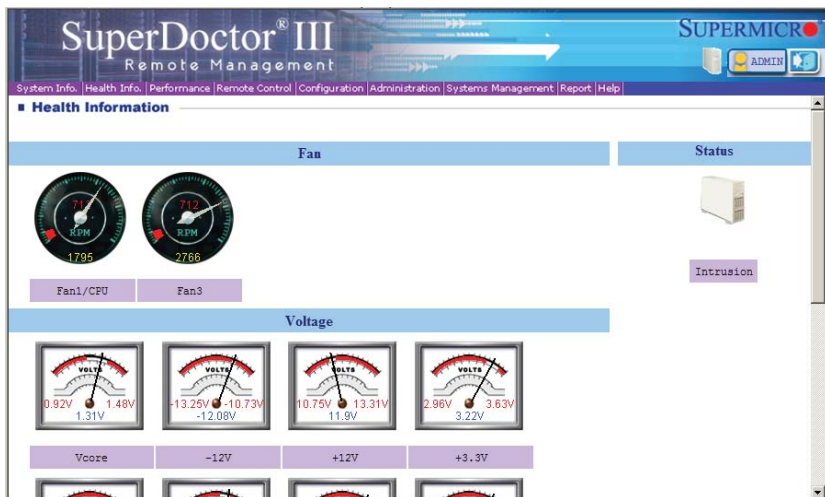 SuperDoctor® III
Remote Management
SUPERMICR
ADMIN
System Info. | Health Info. | Performance | Remote Control | Configuration | Administration | Systems Management | Report | Help
Health Information
Fan
Status
712
RPM
1795
712
RPM
2766
Fan1/CPU
Fan3
Intrusion
Voltage
VOLTS
0.92V
1.48V
1.31V
VOLTS
-13.25V
-10.73V
-12.08V
VOLTS
10.75V
13.31V
11.9V
VOLTS
2.96V
3.63V
3.22V
Vcore
-12V
+12V
+3.3V